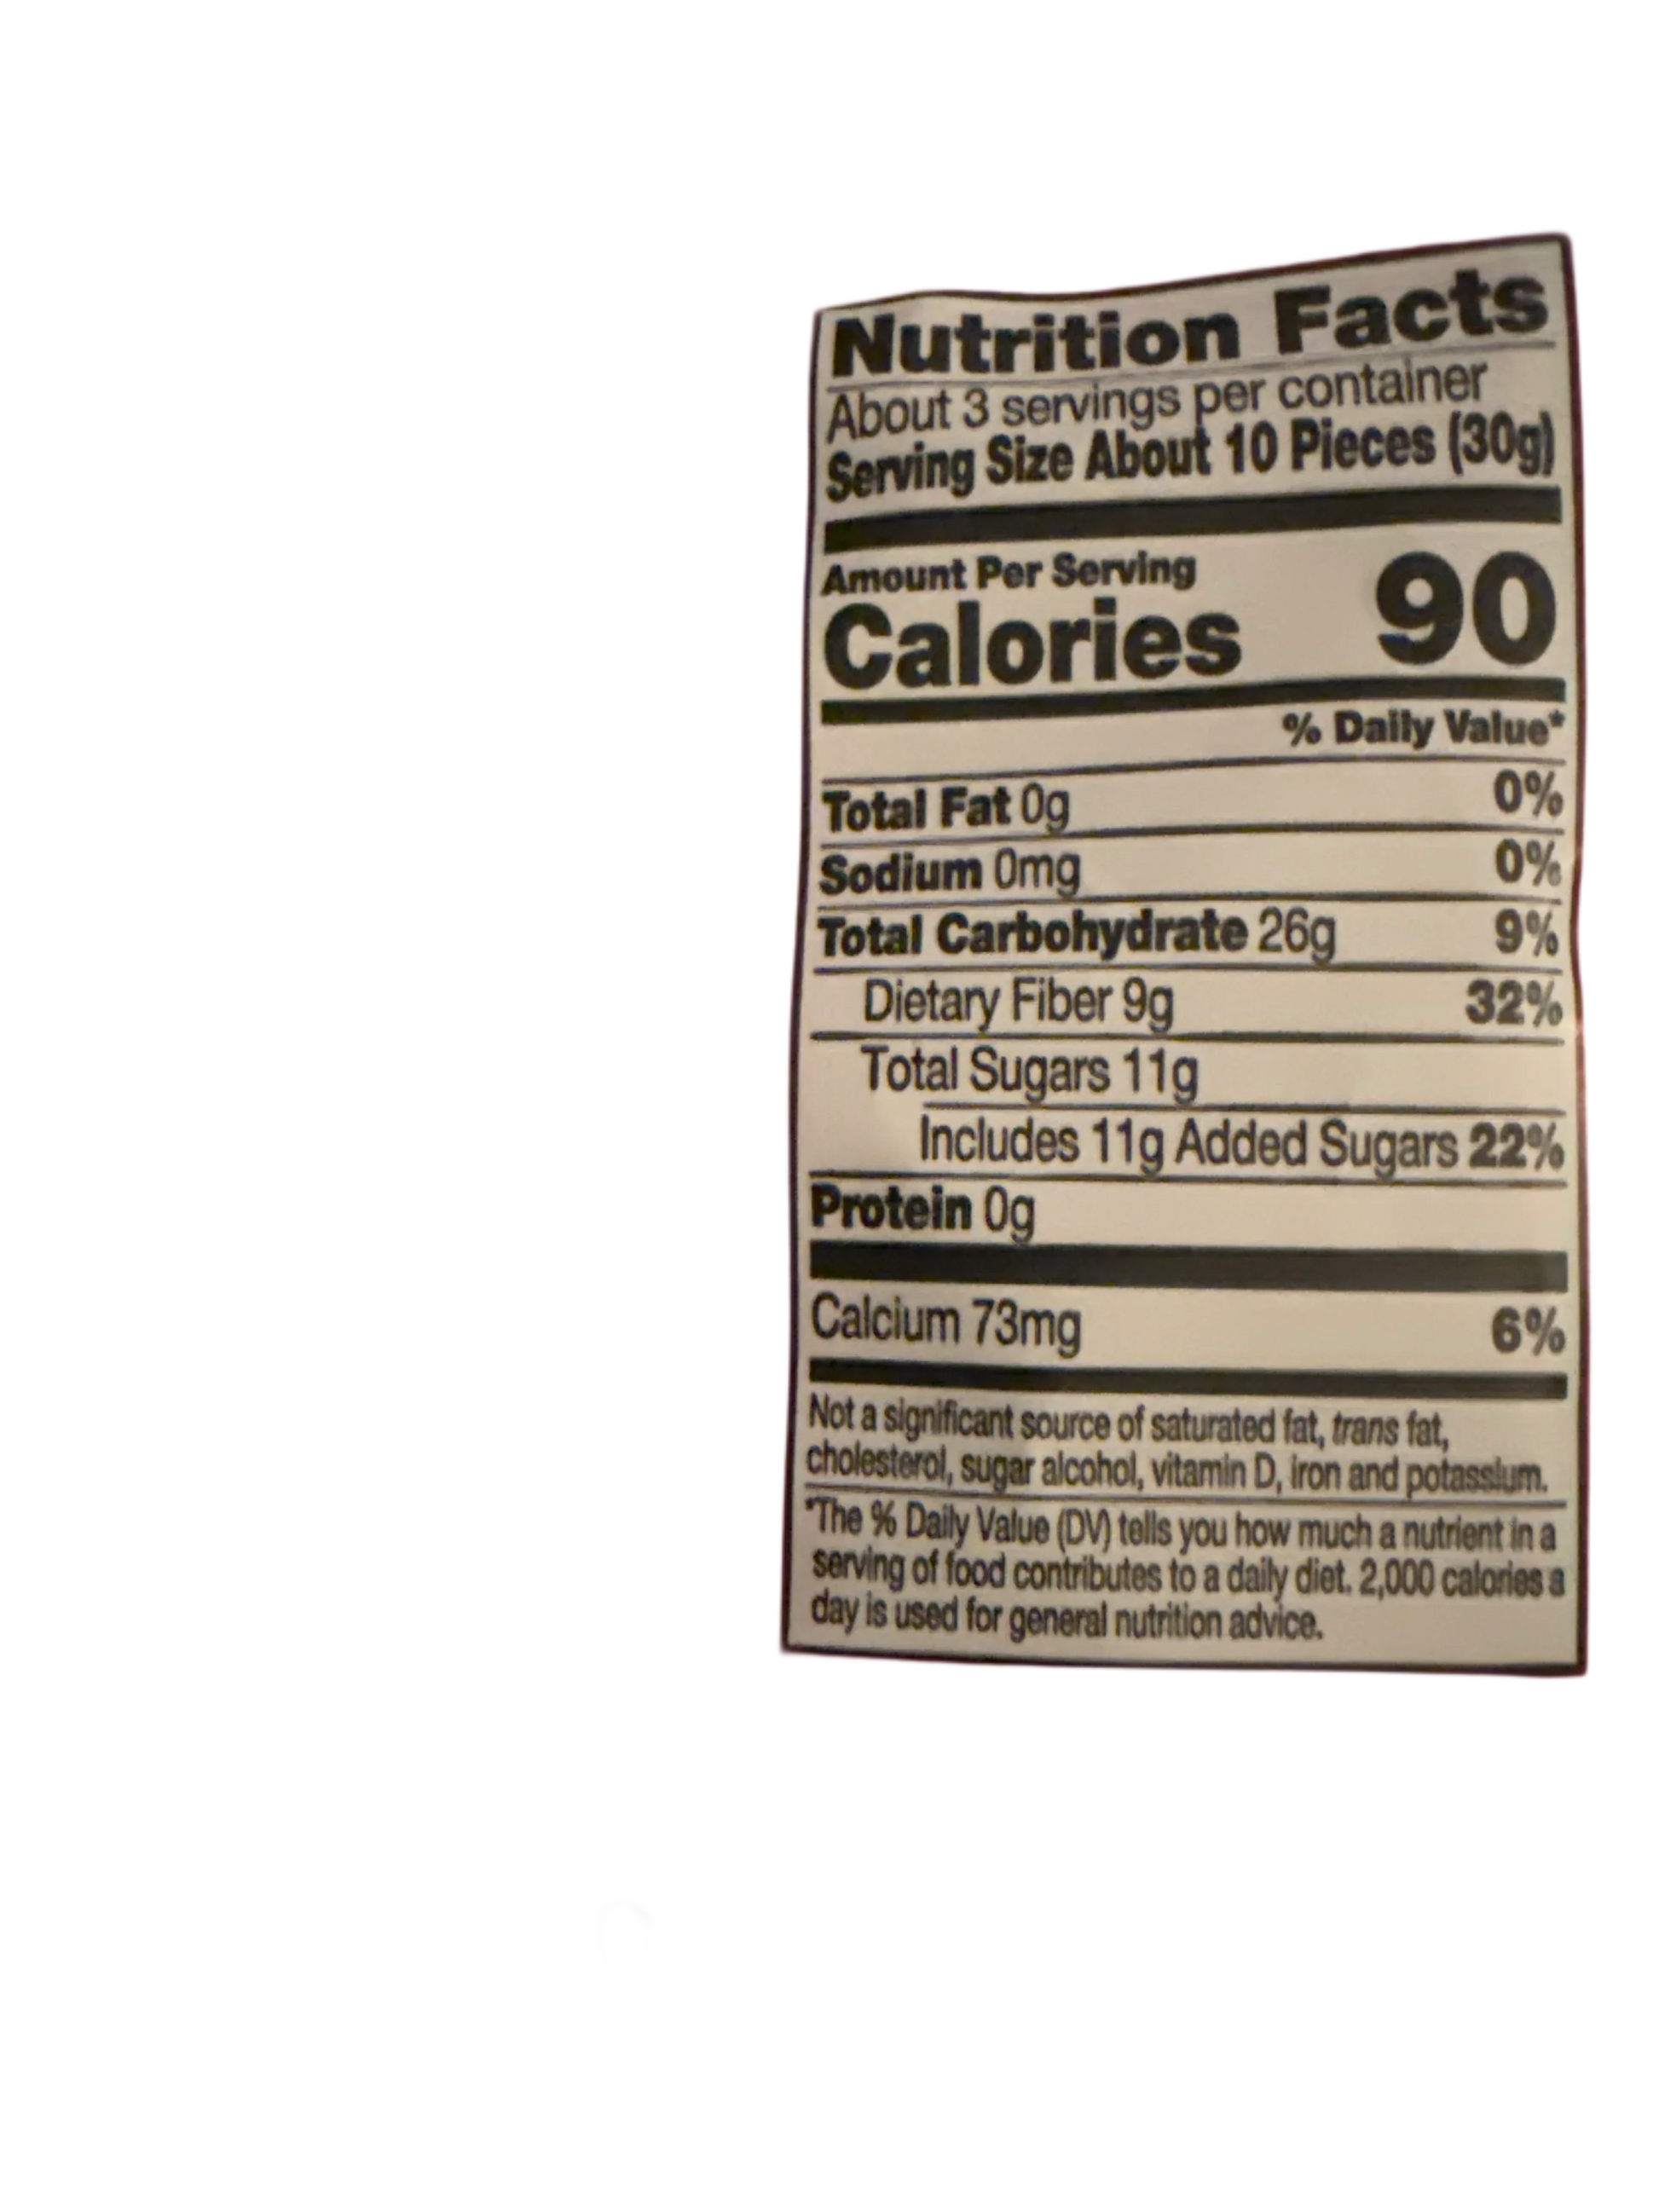 Nutrition Facts
About 3 servings per container
Serving Size About 10 Pieces (30g)
Amount Per Serving
Calories 90
% Daily Value*
Total Fat 0g 0%
Sodium 0mg 0%
Total Carbohydrate 26g 9%
Dietary Fiber 9g 32%
Total Sugars 11g
Includes 11g Added Sugars 22%
Protein 0g
Calcium 73mg 6%
Not a significant source of saturated fat, trans fat,
cholesterol, sugar alcohol, vitamin D, iron and potassium.
*The % Daily Value (DV) tells you how much a nutrient in a
serving of food contributes to a daily diet. 2,000 calories a
day is used for general nutrition advice.